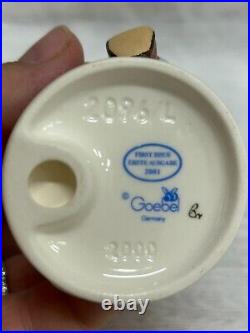 2096/L
FIRST ISSUE
ERSTE AUSGABE
2001
© Goebel
Germany
2000